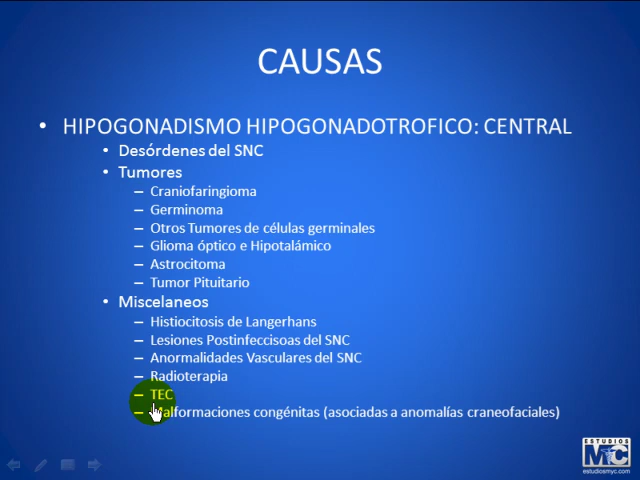 CAUSAS
• HIPOGONADISMO HIPOGONADOTROFICO: CENTRAL
• Desórdenes del SNC
• Tumores
– Craniofaringioma
– Germinoma
– Otros Tumores de células germinales
– Glioma óptico e Hipotalámico
– Astrocitoma
– Tumor Pituitario
• Misceláneos
– Histiocitosis de Langerhans
– Lesiones Postinfeccisoas del SNC
– Anormalidades Vasculares del SNC
– Radioterapia
– TEC
– Malformaciones congénitas (asociadas a anomalías craneofaciales)
ESTUDIOS
MyC
estudiosmyc.com